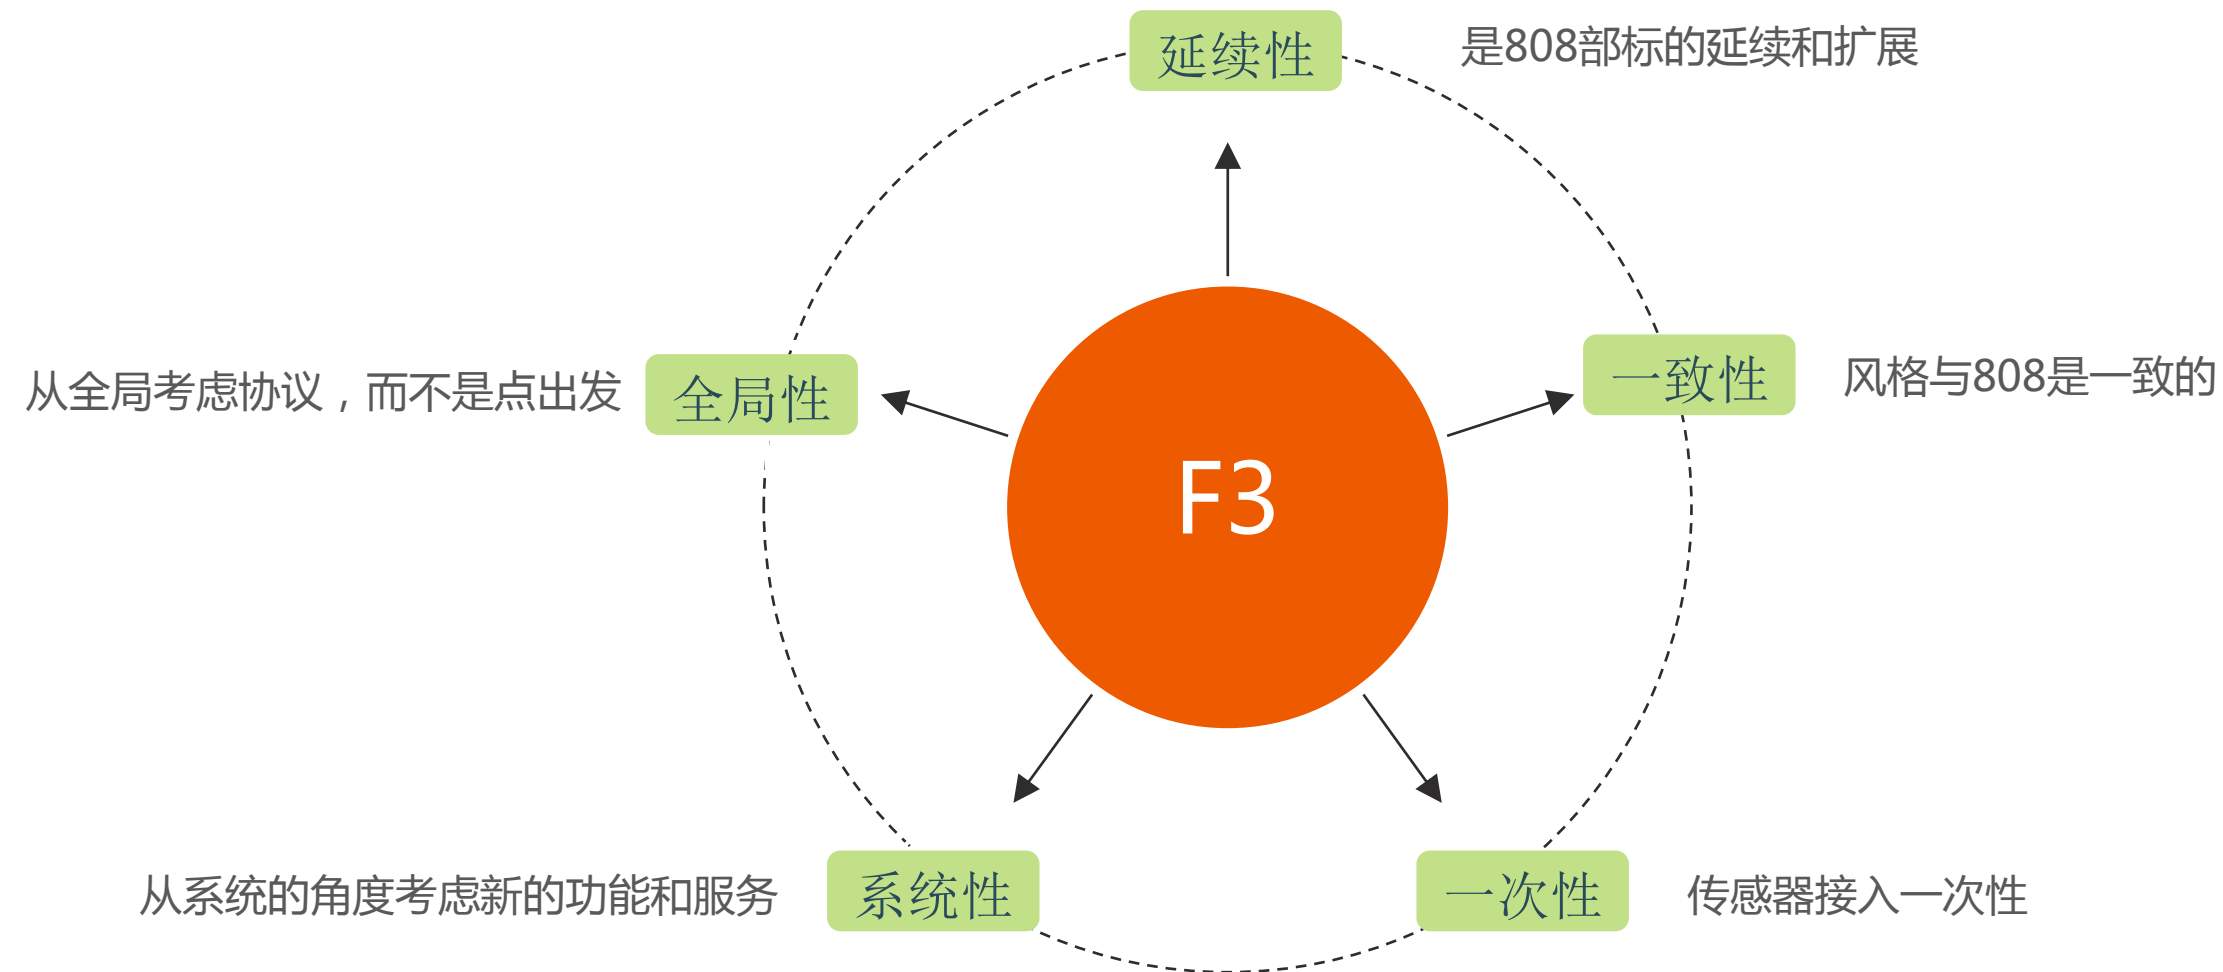 延续性
是808部标的延续和扩展
一致性
风格与808是一致的
从全局考虑协议，而不是点出发
全局性
F3
从系统的角度考虑新的功能和服务
系统性
一次性
传感器接入一次性